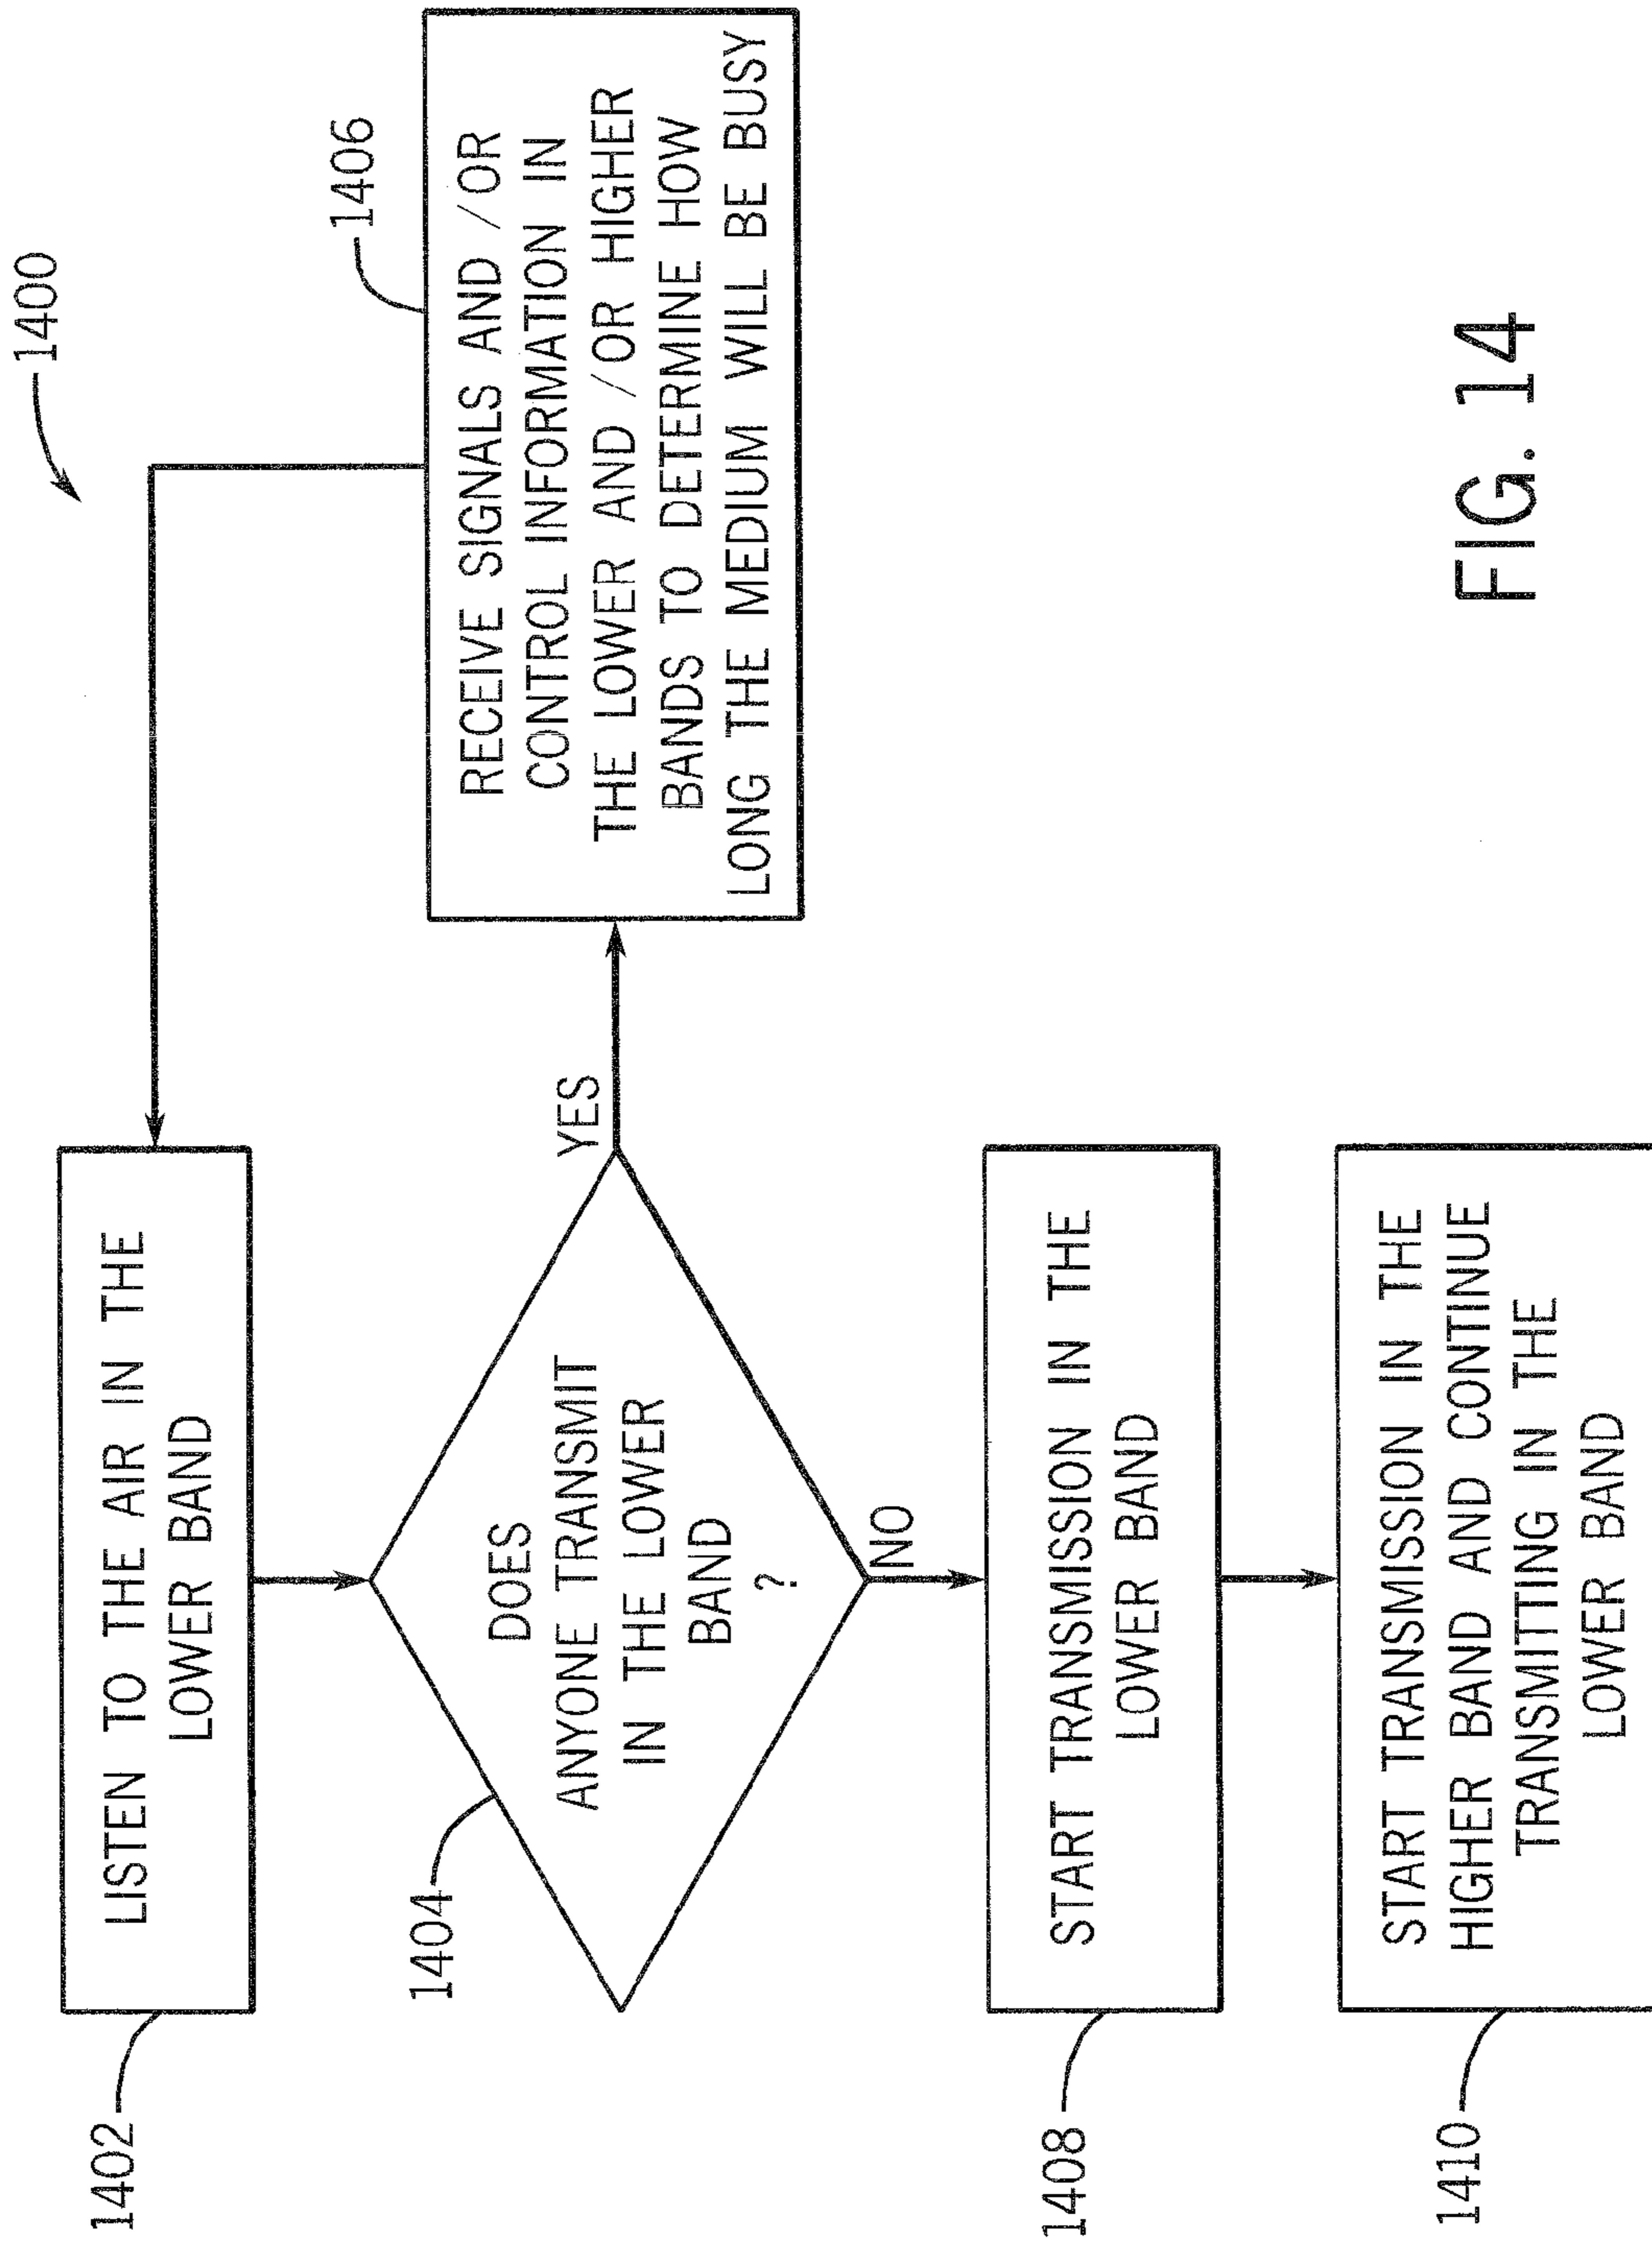 1400
1402
LISTEN TO THE AIR IN THE
LOWER BAND
1404
DOES
ANYONE TRANSMIT
IN THE LOWER
BAND
?
YES
1406
RECEIVE SIGNALS AND /OR
CONTROL INFORMATION IN
THE LOWER AND /OR HIGHER
BANDS TO DETERMINE HOW
LONG THE MEDIUM WILL BE BUSY
NO
1408
START TRANSMISSION IN THE
LOWER BAND
1410
START TRANSMISSION IN THE
HIGHER BAND AND CONTINUE
TRANSMITTING IN THE
LOWER BAND
FIG. 14